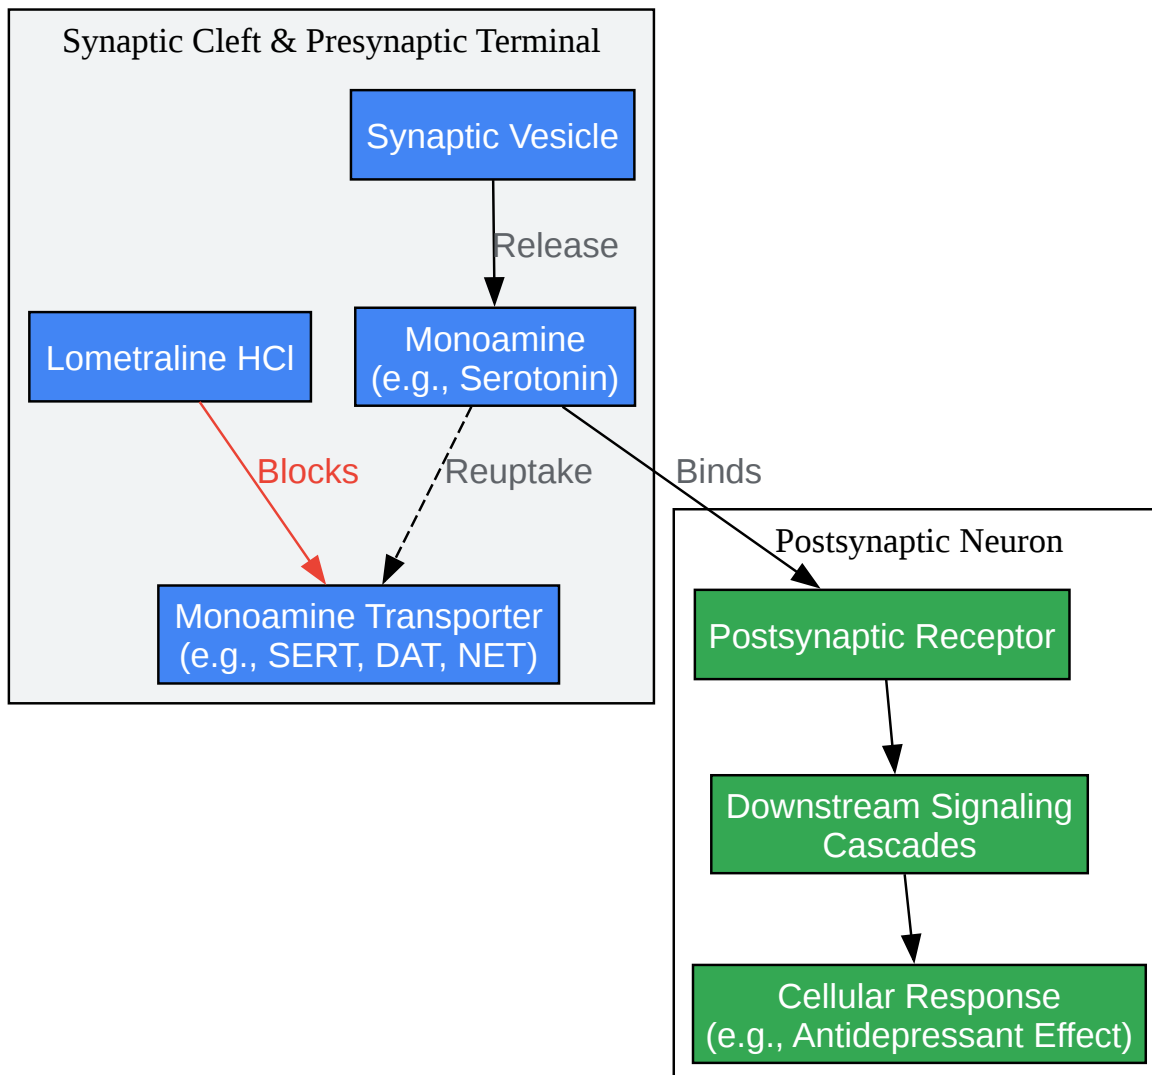 Synaptic Cleft & Presynaptic Terminal
Synaptic Vesicle
Release
Lometraline HCl
Monoamine
(e.g., Serotonin)
Blocks
Reuptake
Binds
Monoamine Transporter
(e.g., SERT, DAT, NET)
Postsynaptic Neuron
Postsynaptic Receptor
Downstream Signaling
Cascades
Cellular Response
(e.g., Antidepressant Effect)